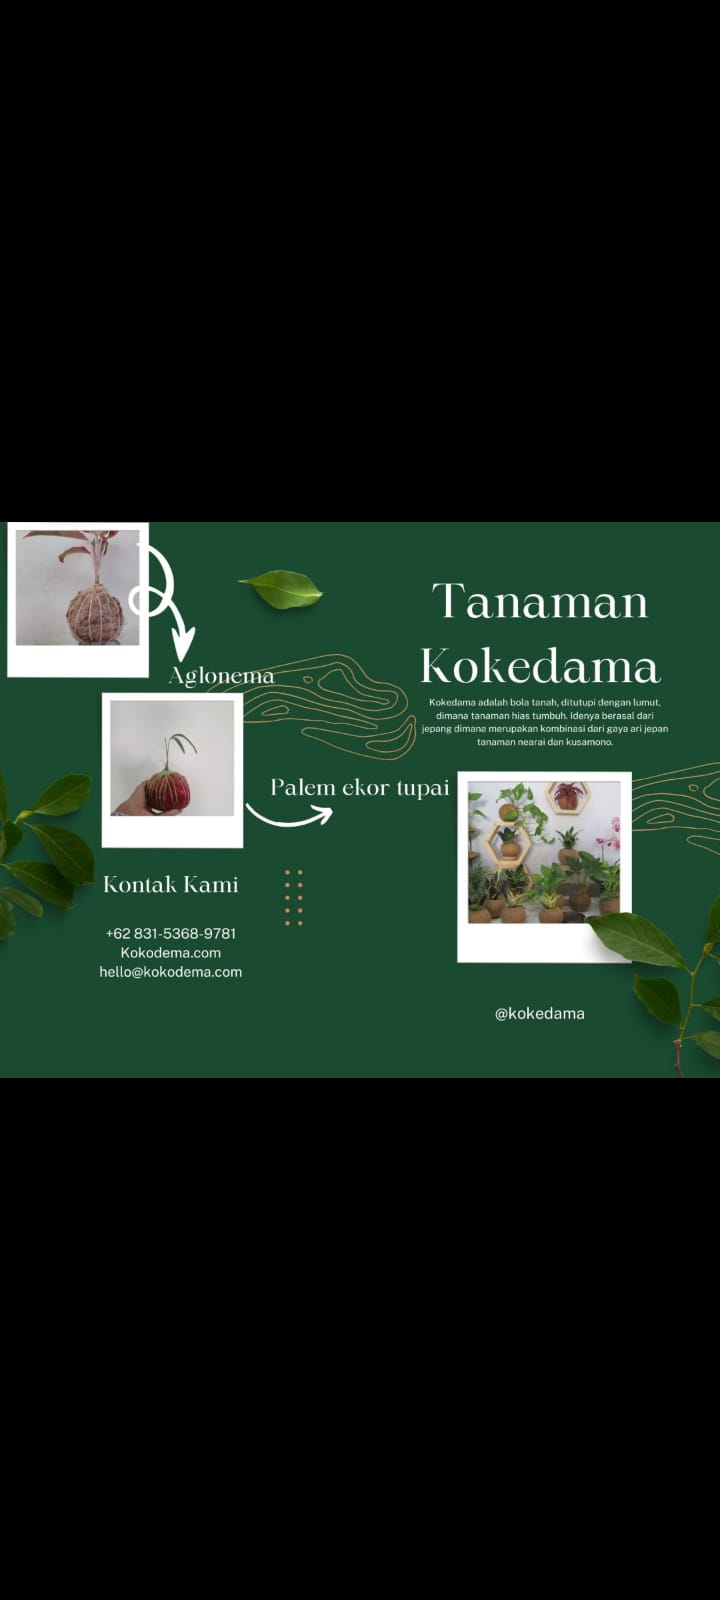 Tanaman
Kokedama
Kokedama adalah bola tanah, ditutupi dengan lumut,
dimana tanaman hias tumbuh. Idenya berasal dari
jepang dimana merupakan kombinasi dari gaya ari jepan
tanaman nearai dan kusamono.
Aglonema
Palem ekor tupai
Kontak Kami
+62 831-5368-9781
Kokodema.com
hello@kokodema.com
@kokedama